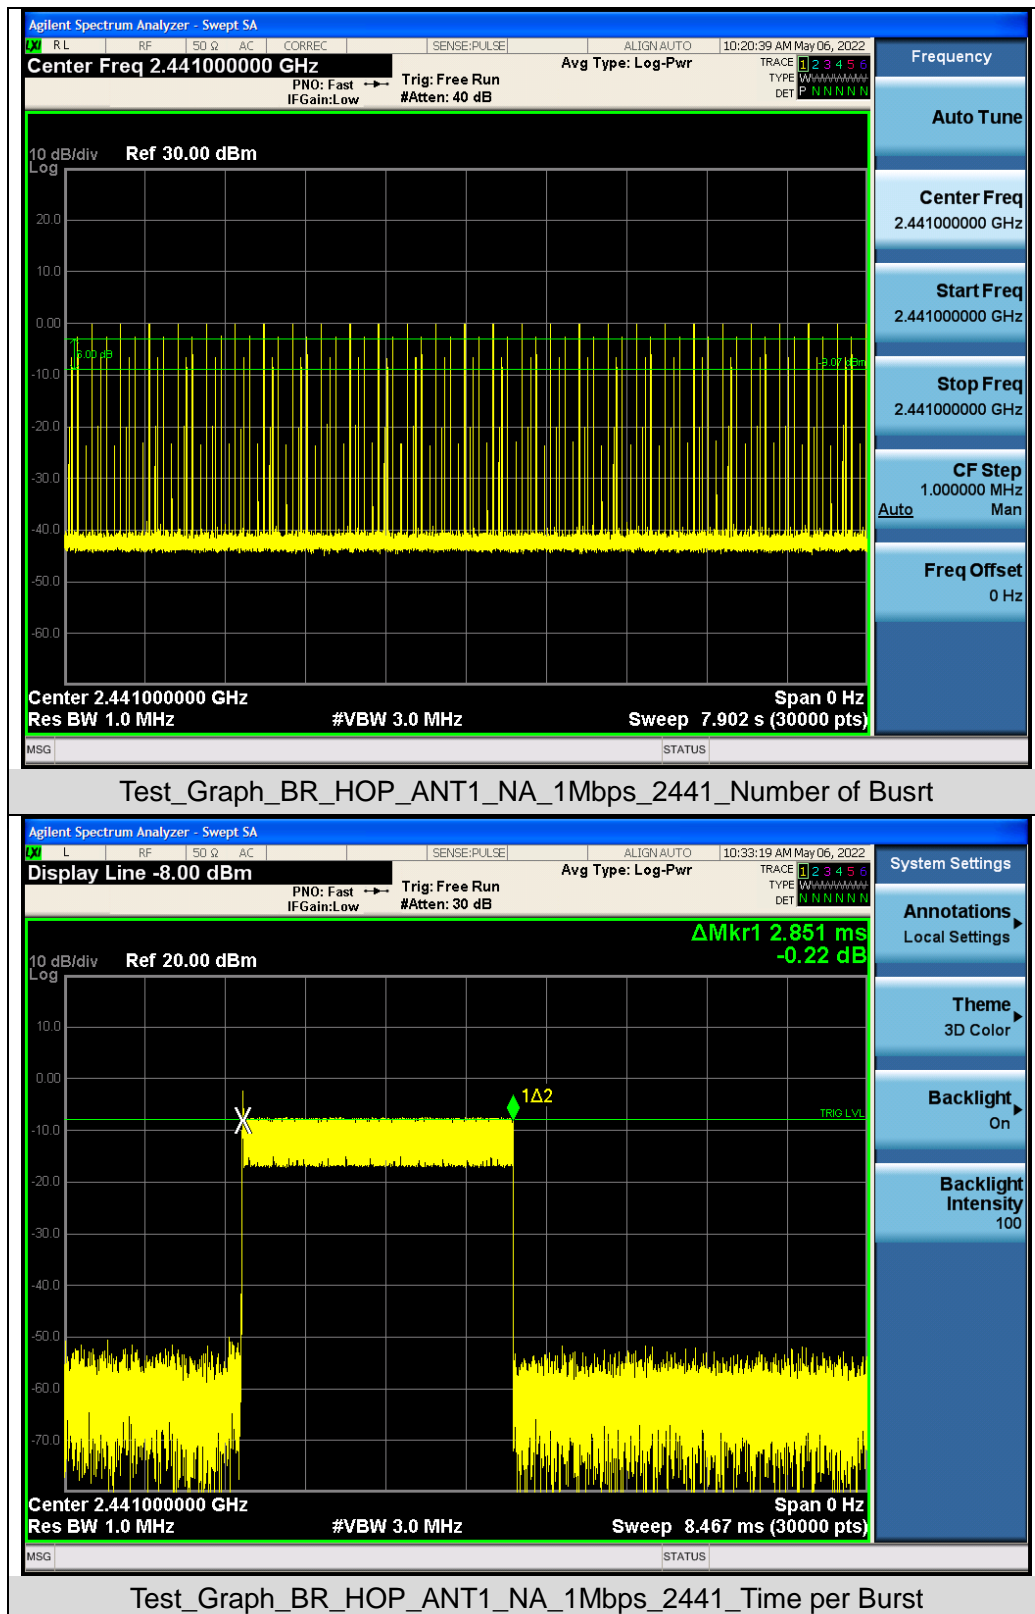 Agilent Spectrum Analyzer - Swept SA
LXI RL RF 50 Ω AC CORREC SENSE:PULSE ALIGN AUTO 10:20:39 AM May 06, 2022
Center Freq 2.441000000 GHz
Avg Type: Log-Pwr
TRACE 1 2 3 4 5 6
PNO: Fast
Trig: Free Run
TYPE
IFGain:Low
#Atten: 40 dB
DET P N N N N N
10 dB/div Ref 30.00 dBm
Log
20.0
10.0
0.00
-10.0
-20.0
-30.0
-40.0
-50.0
-60.0
-9.07 dBm
Center 2.441000000 GHz Span 0 Hz
Res BW 1.0 MHz #VBW 3.0 MHz Sweep 7.902 s (30000 pts)
MSG STATUS
Frequency
Auto Tune
Center Freq
2.441000000 GHz
Start Freq
2.441000000 GHz
Stop Freq
2.441000000 GHz
CF Step
1.000000 MHz
Auto Man
Freq Offset
0 Hz
Test_Graph_BR_HOP_ANT1_NA_1Mbps_2441_Number of Busrt
Agilent Spectrum Analyzer - Swept SA
LXI L RF 50 Ω AC SENSE:PULSE ALIGN AUTO 10:33:19 AM May 06, 2022
Display Line -8.00 dBm
Avg Type: Log-Pwr
TRACE 1 2 3 4 5 6
PNO: Fast
Trig: Free Run
TYPE
IFGain:Low
#Atten: 30 dB
DET N N N N N N
ΔMkr1 2.851 ms
-0.22 dB
10 dB/div Ref 20.00 dBm
Log
10.0
0.00
-10.0
-20.0
-30.0
-40.0
-50.0
-60.0
-70.0
1Δ2
TRIG LVL
Center 2.441000000 GHz Span 0 Hz
Res BW 1.0 MHz #VBW 3.0 MHz Sweep 8.467 ms (30000 pts)
MSG STATUS
System Settings
Annotations
Local Settings
Theme
3D Color
Backlight
On
Backlight
Intensity
100
Test_Graph_BR_HOP_ANT1_NA_1Mbps_2441_Time per Burst